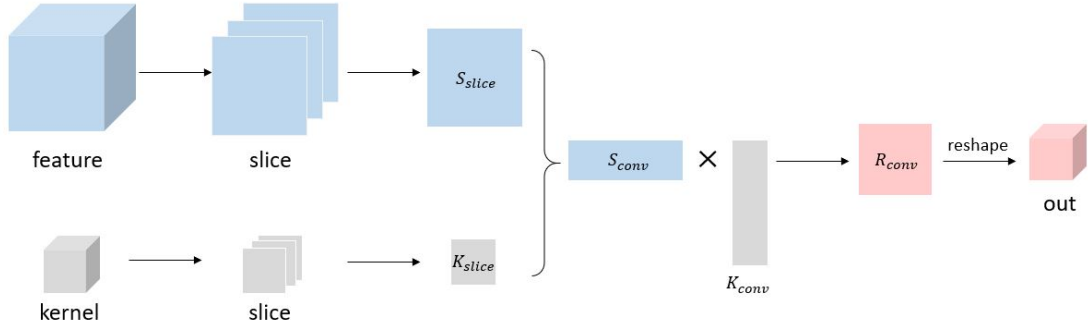 feature
slice
S_slice
kernel
slice
K_slice
S_conv
×
K_conv
R_conv
reshape
out